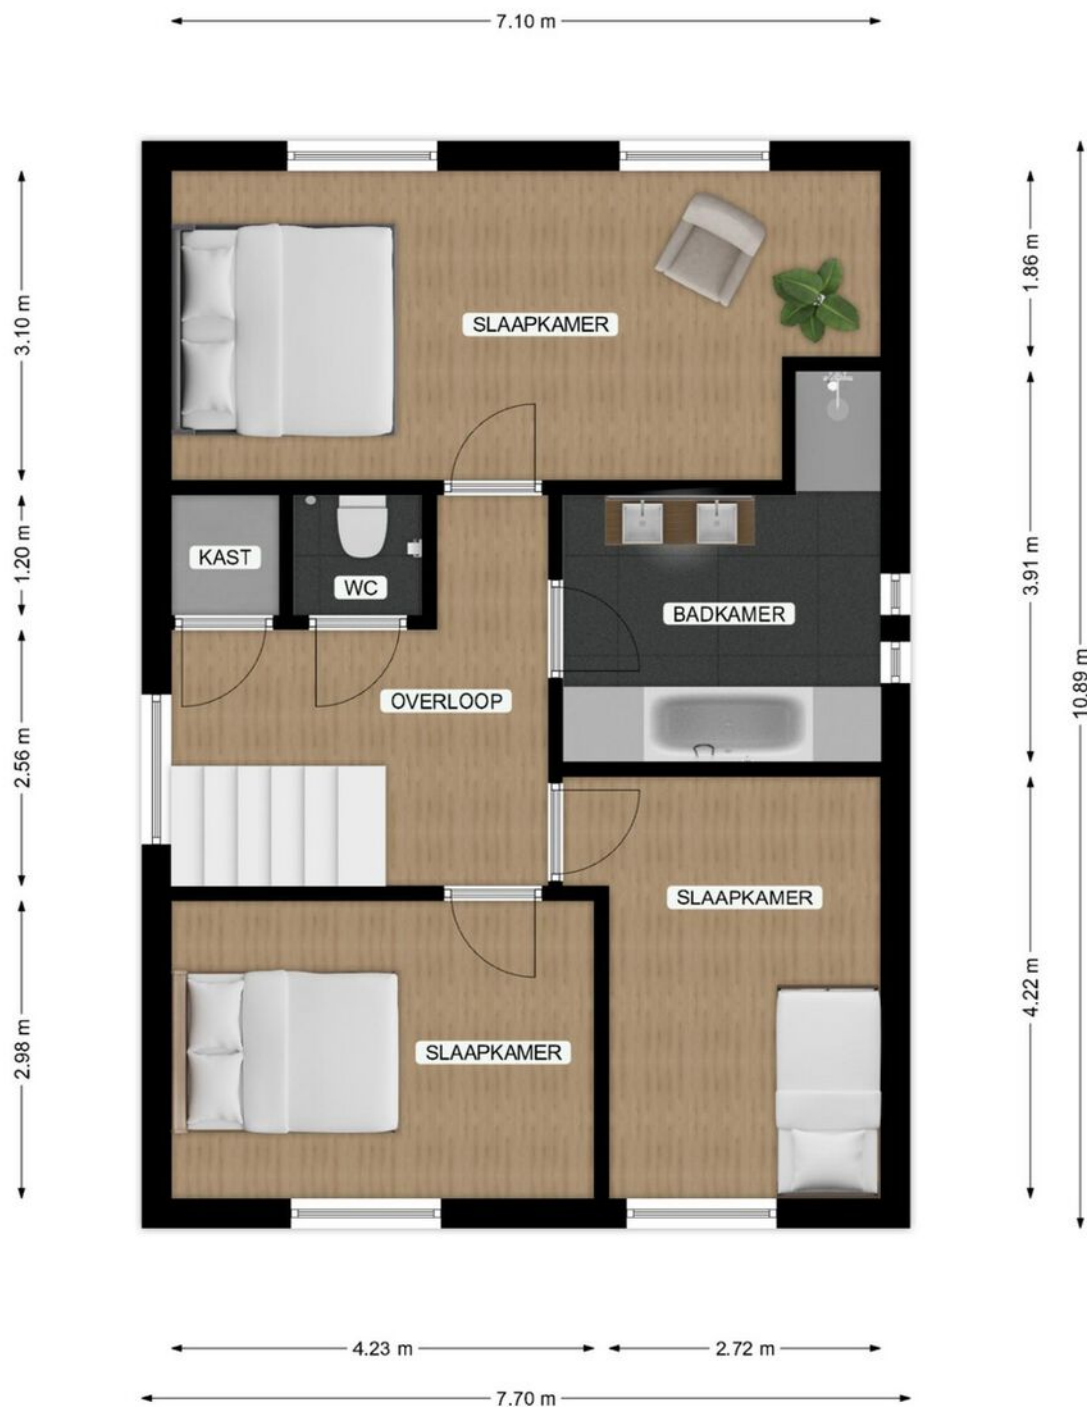 7.10 m
3.10 m
1.86 m
SLAAPKAMER
1.20 m
KAST
WC
3.91 m
BADKAMER
10.89 m
2.56 m
OVERLOOP
SLAAPKAMER
4.22 m
2.98 m
SLAAPKAMER
4.23 m
2.72 m
7.70 m